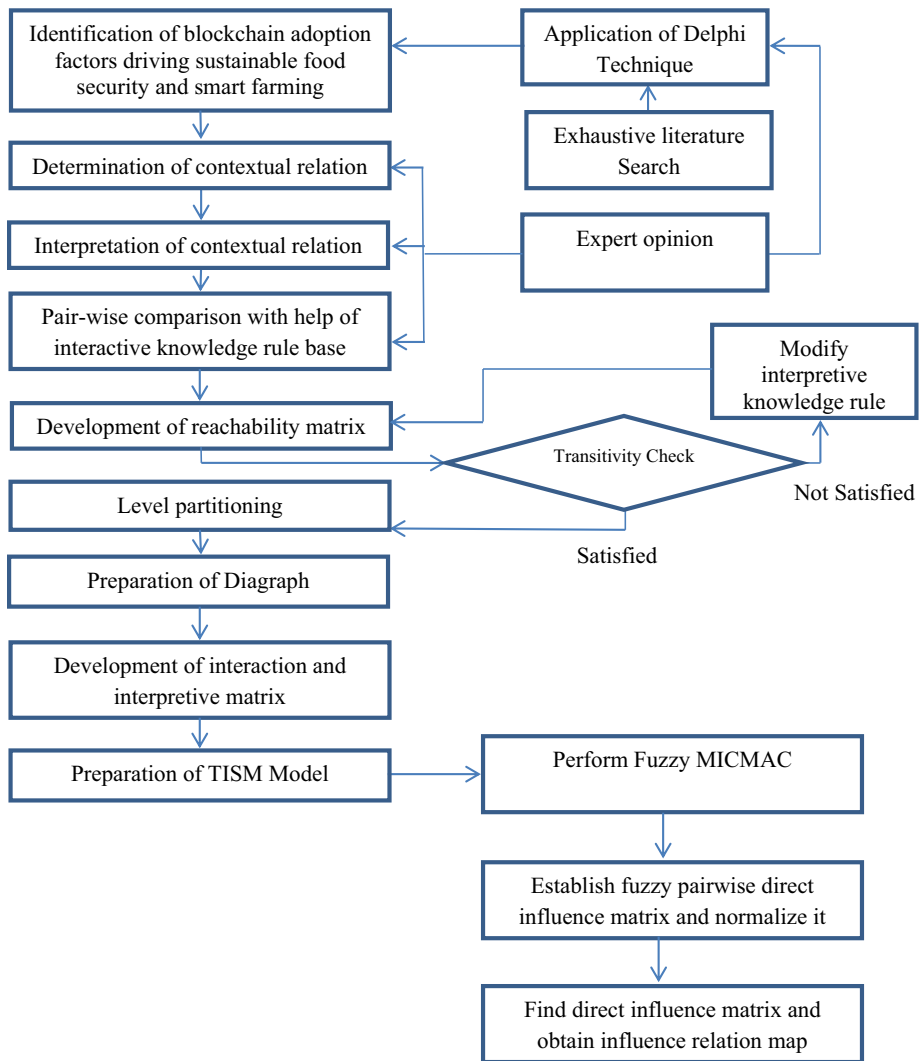 Identification of blockchain adoption
factors driving sustainable food
security and smart farming
Application of Delphi
Technique
Exhaustive literature
Search
Determination of contextual relation
Interpretation of contextual relation
Expert opinion
Pair-wise comparison with help of
interactive knowledge rule base
Modify
interpretive
knowledge rule
Development of reachability matrix
Transitivity Check
Not Satisfied
Level partitioning
Satisfied
Preparation of Diagraph
Development of interaction and
interpretive matrix
Preparation of TISM Model
Perform Fuzzy MICMAC
Establish fuzzy pairwise direct
influence matrix and normalize it
Find direct influence matrix and
obtain influence relation map